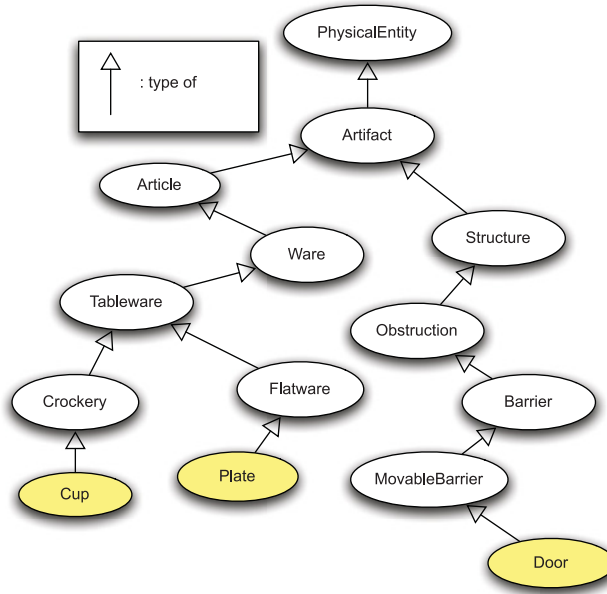 PhysicalEntity
: type of
Artifact
Article
Structure
Ware
Tableware
Obstruction
Flatware
Crockery
Barrier
Plate
MovableBarrier
Cup
Door